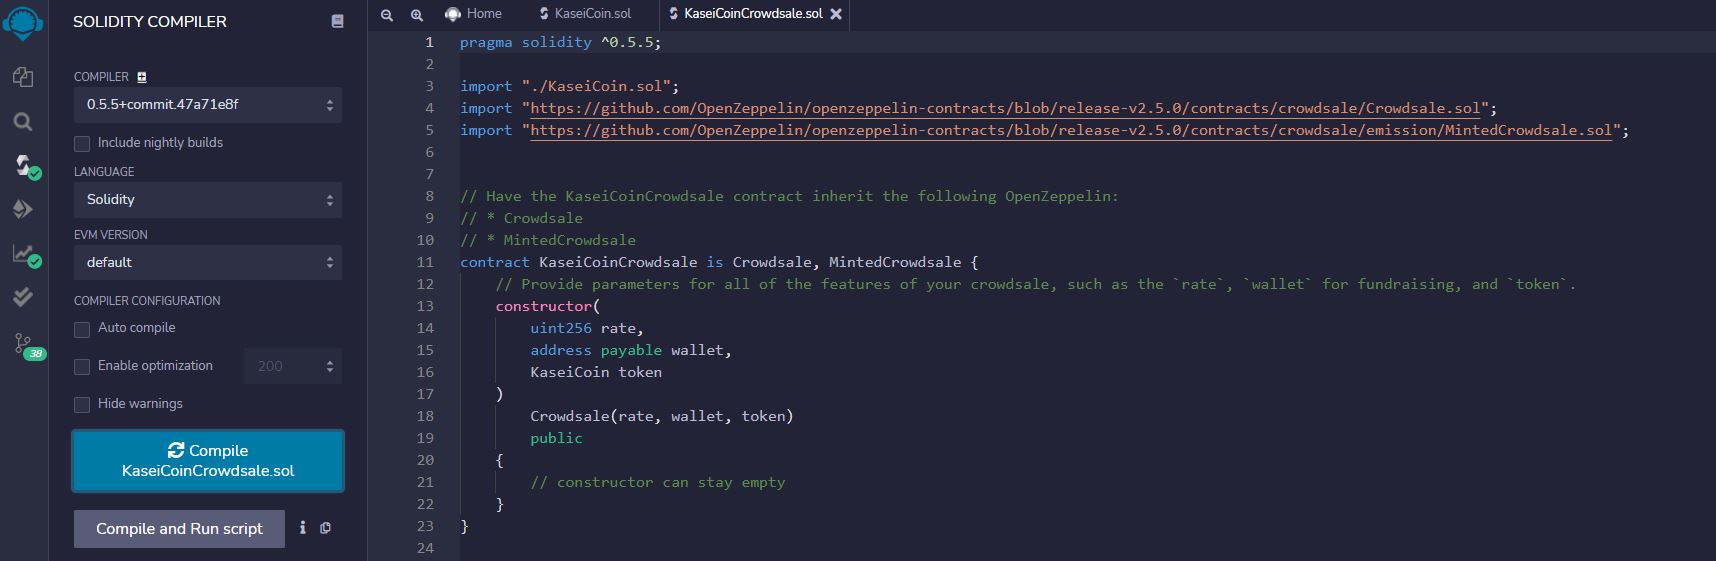 SOLIDITY COMPILER
COMPILER
0.5.5+commit.47a71e8f
Include nightly builds
LANGUAGE
Solidity
EVM VERSION
default
COMPILER CONFIGURATION
Auto compile
Enable optimization
200
Hide warnings
Compile
KaseiCoinCrowdsale.sol
Compile and Run script
38
Home
KaseiCoin.sol
KaseiCoinCrowdsale.sol
1 pragma solidity ^0.5.5;
2
3 import "./KaseiCoin.sol";
4 import "https://github.com/OpenZeppelin/openzeppelin-contracts/blob/release-v2.5.0/contracts/crowdsale/Crowdsale.sol";
5 import "https://github.com/OpenZeppelin/openzeppelin-contracts/blob/release-v2.5.0/contracts/crowdsale/emission/MintedCrowdsale.sol";
6
7
8 // Have the KaseiCoinCrowdsale contract inherit the following OpenZeppelin:
9 // * Crowdsale
10 // * MintedCrowdsale
11 contract KaseiCoinCrowdsale is Crowdsale, MintedCrowdsale {
12 // Provide parameters for all of the features of your crowdsale, such as the `rate`, `wallet` for fundraising, and `token`.
13 constructor(
14 uint256 rate,
15 address payable wallet,
16 KaseiCoin token
17 )
18 Crowdsale(rate, wallet, token)
19 public
20 {
21 // constructor can stay empty
22 }
23 }
24